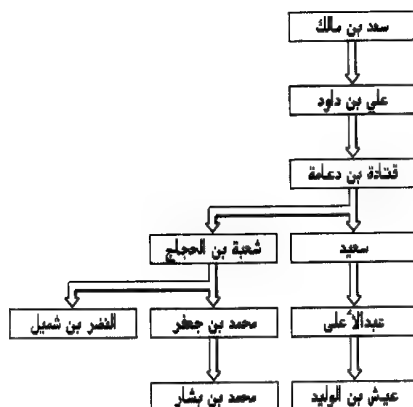 سعد بن مالك
علي بن داود
قتادة بن دعامة
سعيد
شعبة بن الحجاج
عبدالأعلى
محمد بن جعفر
النضر بن شميل
عيش بن الوليد
محمد بن بشار